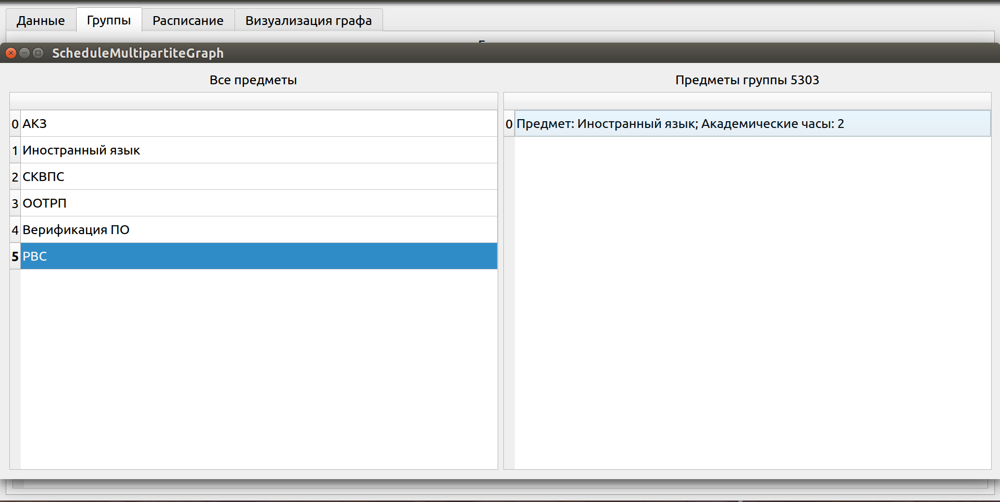 Данные Группы Расписание Визуализация графа
ScheduleMultipartiteGraph
Все предметы
0 АКЗ
1 Иностранный язык
2 СКВПС
3 ООТРП
4 Верификация ПО
5 РВС
Предметы группы 5303
0 Предмет: Иностранный язык; Академические часы: 2